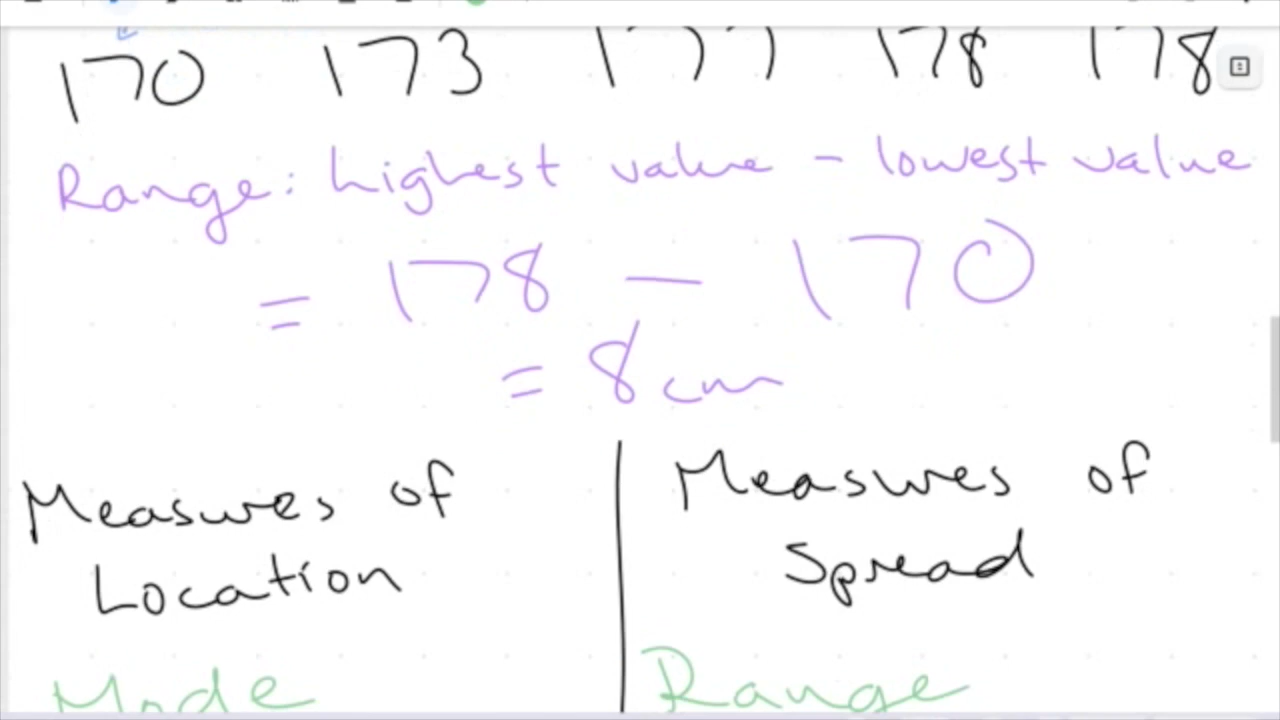 170 173 177 178 178
Range: highest value - lowest value
= 178 - 170
= 8cm
Measures of Measures of
Location Spread
Mode Range